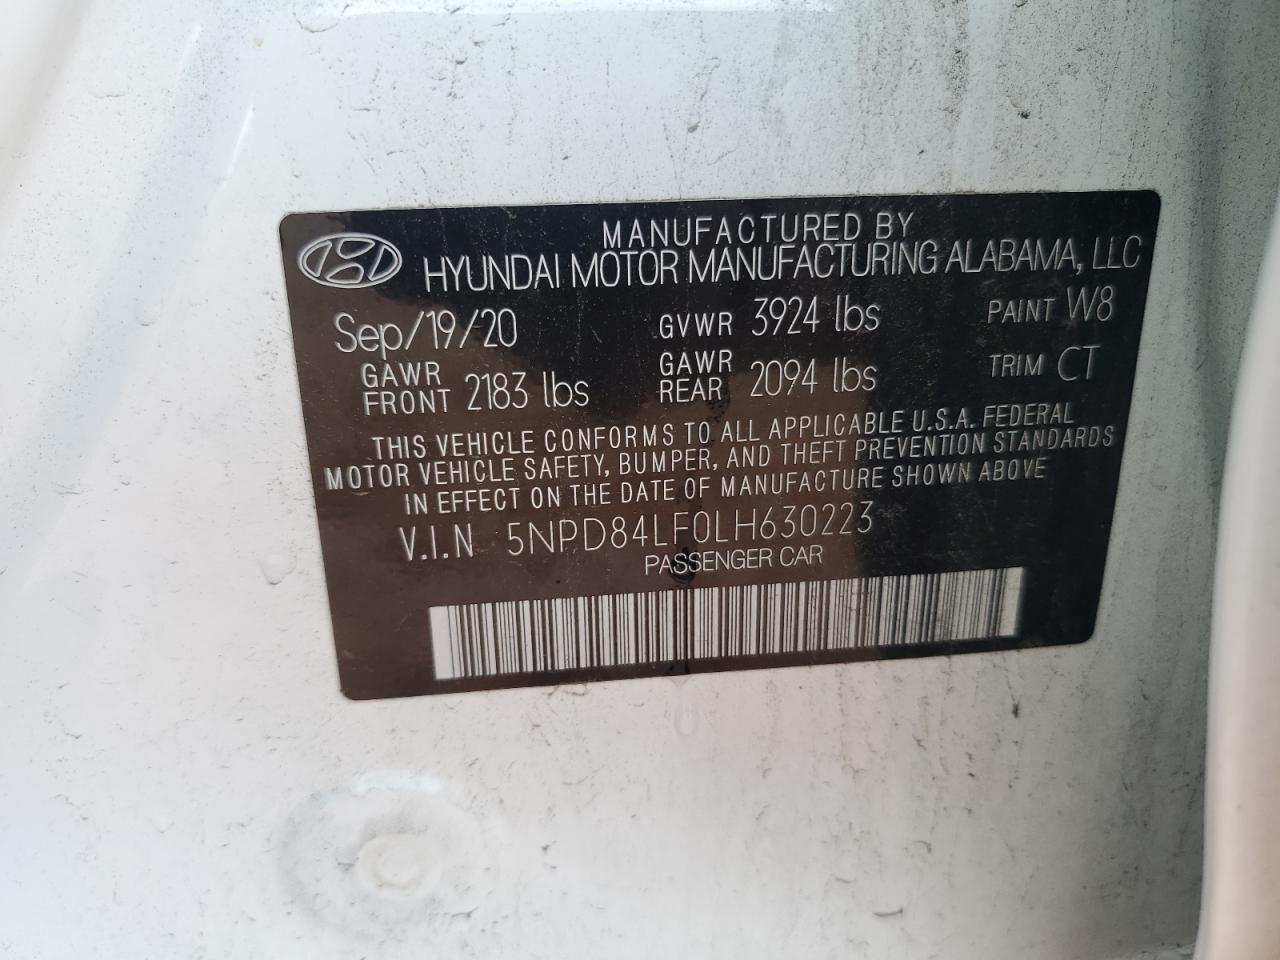 MANUFACTURED BY
HYUNDAI MOTOR MANUFACTURING ALABAMA, LLC
Sep/19/20 GVWR 3924 lbs PAINT W8
GAWR FRONT 2183 lbs GAWR REAR 2094 lbs TRIM CT
THIS VEHICLE CONFORMS TO ALL APPLICABLE U.S.A. FEDERAL
MOTOR VEHICLE SAFETY, BUMPER, AND THEFT PREVENTION STANDARDS
IN EFFECT ON THE DATE OF MANUFACTURE SHOWN ABOVE
V.I.N 5NPD84LF0LH630223
PASSENGER CAR